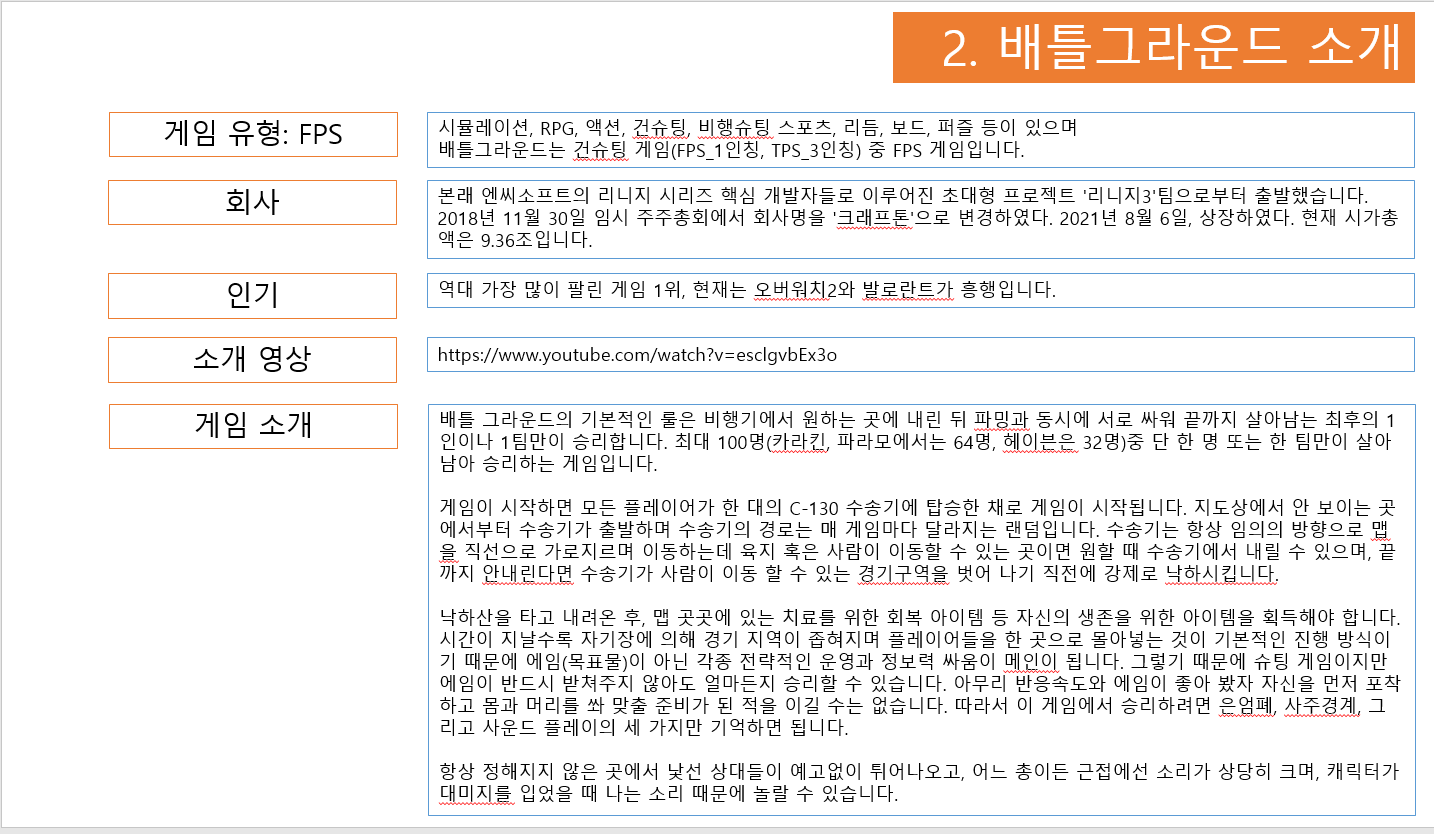 2. 배틀그라운드 소개
게임 유형: FPS
시뮬레이션, RPG, 액션, 건슈팅, 비행슈팅 스포츠, 리듬, 보드, 퍼즐 등이 있으며
배틀그라운드는 건슈팅 게임(FPS_1인칭, TPS_3인칭) 중 FPS 게임입니다.
회사
본래 엔씨소프트의 리니지 시리즈 핵심 개발자들로 이루어진 초대형 프로젝트 '리니지3'팀으로부터 출발했습니다.
2018년 11월 30일 임시 주주총회에서 회사명을 '크래프톤'으로 변경하였다. 2021년 8월 6일, 상장하였다. 현재 시가총
액은 9.36조입니다.
인기
역대 가장 많이 팔린 게임 1위, 현재는 오버워치2와 발로란트가 흥행입니다.
소개 영상
https://www.youtube.com/watch?v=esclgvbEx3o
게임 소개
배틀 그라운드의 기본적인 룰은 비행기에서 원하는 곳에 내린 뒤 파밍과 동시에 서로 싸워 끝까지 살아남는 최후의 1
인이나 1팀만이 승리합니다. 최대 100명(카라킨, 파라모에서는 64명, 헤이븐은 32명)중 단 한 명 또는 한 팀만이 살아
남아 승리하는 게임입니다.
게임이 시작하면 모든 플레이어가 한 대의 C-130 수송기에 탑승한 채로 게임이 시작됩니다. 지도상에서 안 보이는 곳
에서부터 수송기가 출발하며 수송기의 경로는 매 게임마다 달라지는 랜덤입니다. 수송기는 항상 임의의 방향으로 맵
을 직선으로 가로지르며 이동하는데 육지 혹은 사람이 이동할 수 있는 곳이면 원할 때 수송기에서 내릴 수 있으며, 끝
까지 안내린다면 수송기가 사람이 이동 할 수 있는 경기구역을 벗어 나기 직전에 강제로 낙하시킵니다.
낙하산을 타고 내려온 후, 맵 곳곳에 있는 치료를 위한 회복 아이템 등 자신의 생존을 위한 아이템을 획득해야 합니다.
시간이 지날수록 자기장에 의해 경기 지역이 좁혀지며 플레이어들을 한 곳으로 몰아넣는 것이 기본적인 진행 방식이
기 때문에 에임(목표물)이 아닌 각종 전략적인 운영과 정보력 싸움이 메인이 됩니다. 그렇기 때문에 슈팅 게임이지만
에임이 반드시 받쳐주지 않아도 얼마든지 승리할 수 있습니다. 아무리 반응속도와 에임이 좋아 봤자 자신을 먼저 포착
하고 몸과 머리를 쏴 맞출 준비가 된 적을 이길 수는 없습니다. 따라서 이 게임에서 승리하려면 은엄폐, 사주경계, 그
리고 사운드 플레이의 세 가지만 기억하면 됩니다.
항상 정해지지 않은 곳에서 낯선 상대들이 예고없이 튀어나오고, 어느 총이든 근접에선 소리가 상당히 크며, 캐릭터가
대미지를 입었을 때 나는 소리 때문에 놀랄 수 있습니다.